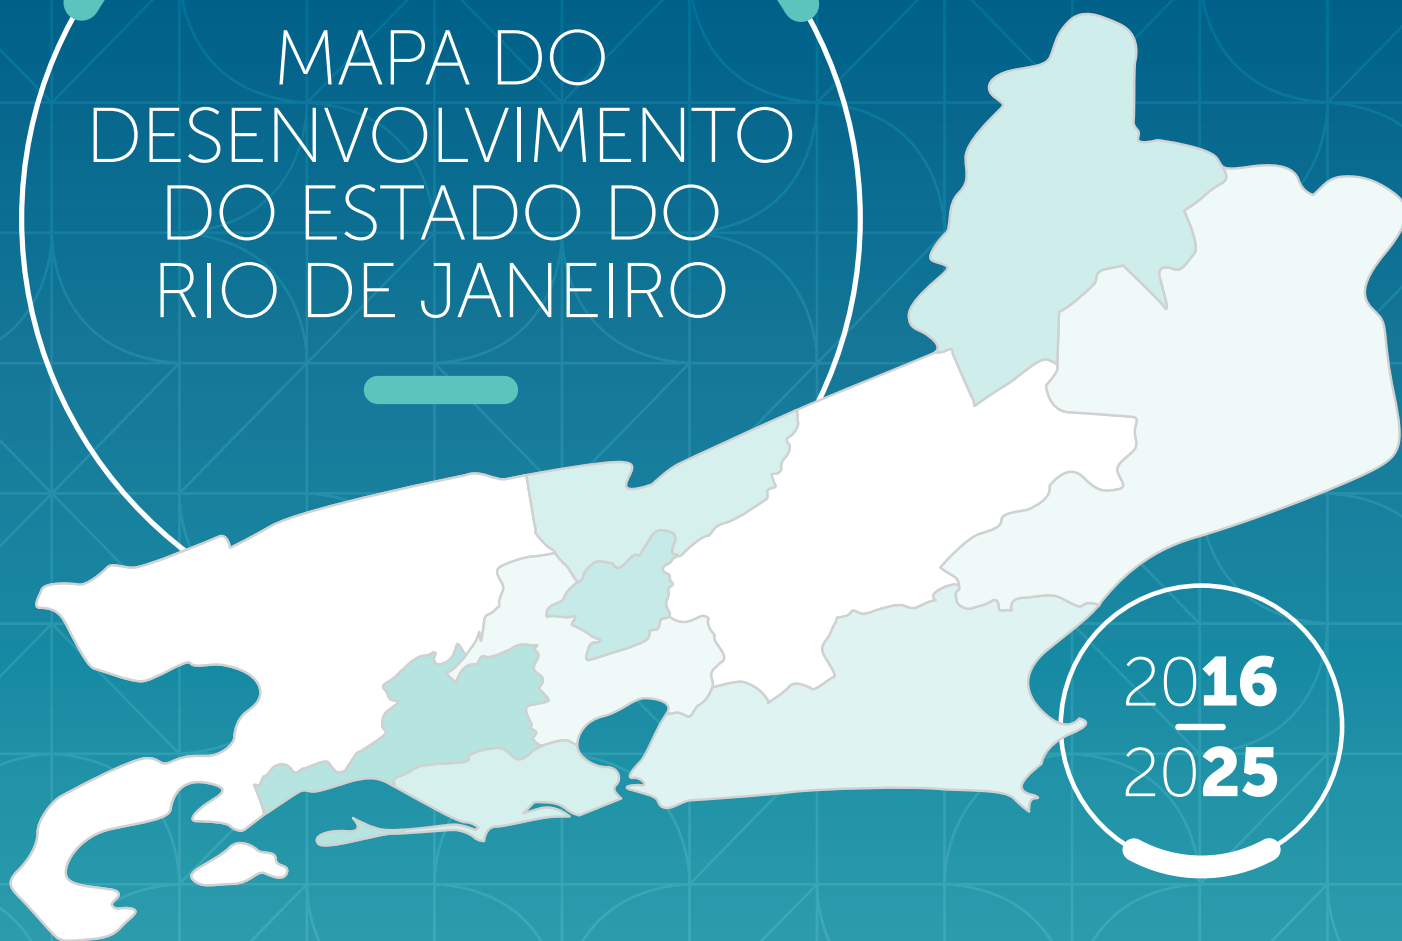 MAPA DO
DESENVOLVIMENTO
DO ESTADO DO
RIO DE JANEIRO
2016
2025